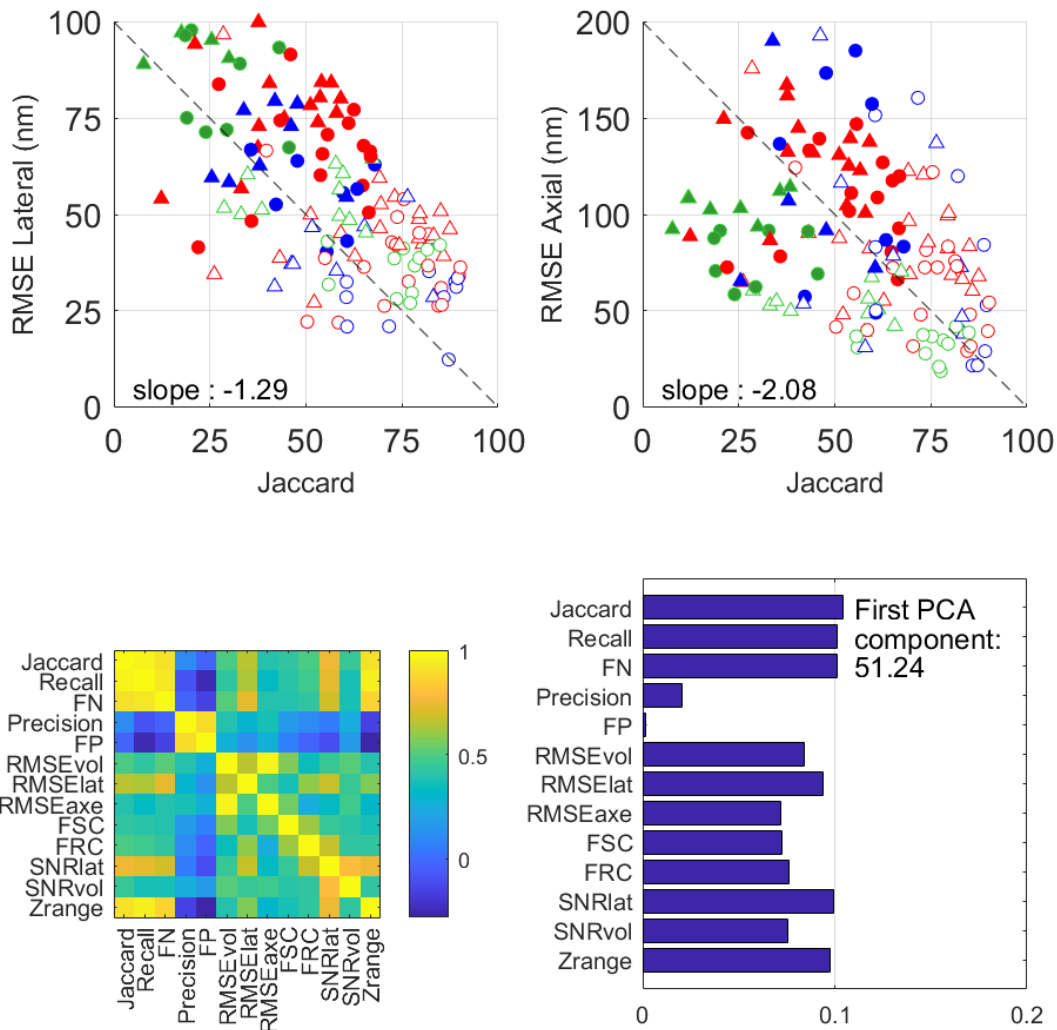 100
75
50
25
0
RMSE Lateral (nm)
slope : -1.29
0 25 50 75 100
Jaccard
200
150
100
50
0
RMSE Axial (nm)
slope : -2.08
0 25 50 75 100
Jaccard
Jaccard
Recall
FN
Precision
FP
RMSEvol
RMSElat
RMSEaxe
FSC
FRC
SNRlat
SNRvol
Zrange
Jaccard
Recall
FN
Precision
FP
RMSEvol
RMSElat
RMSEaxe
FSC
FRC
SNRlat
SNRvol
Zrange
1
0.5
0
Jaccard
Recall
FN
Precision
FP
RMSEvol
RMSElat
RMSEaxe
FSC
FRC
SNRlat
SNRvol
Zrange
First PCA
component:
51.24
0 0.1 0.2